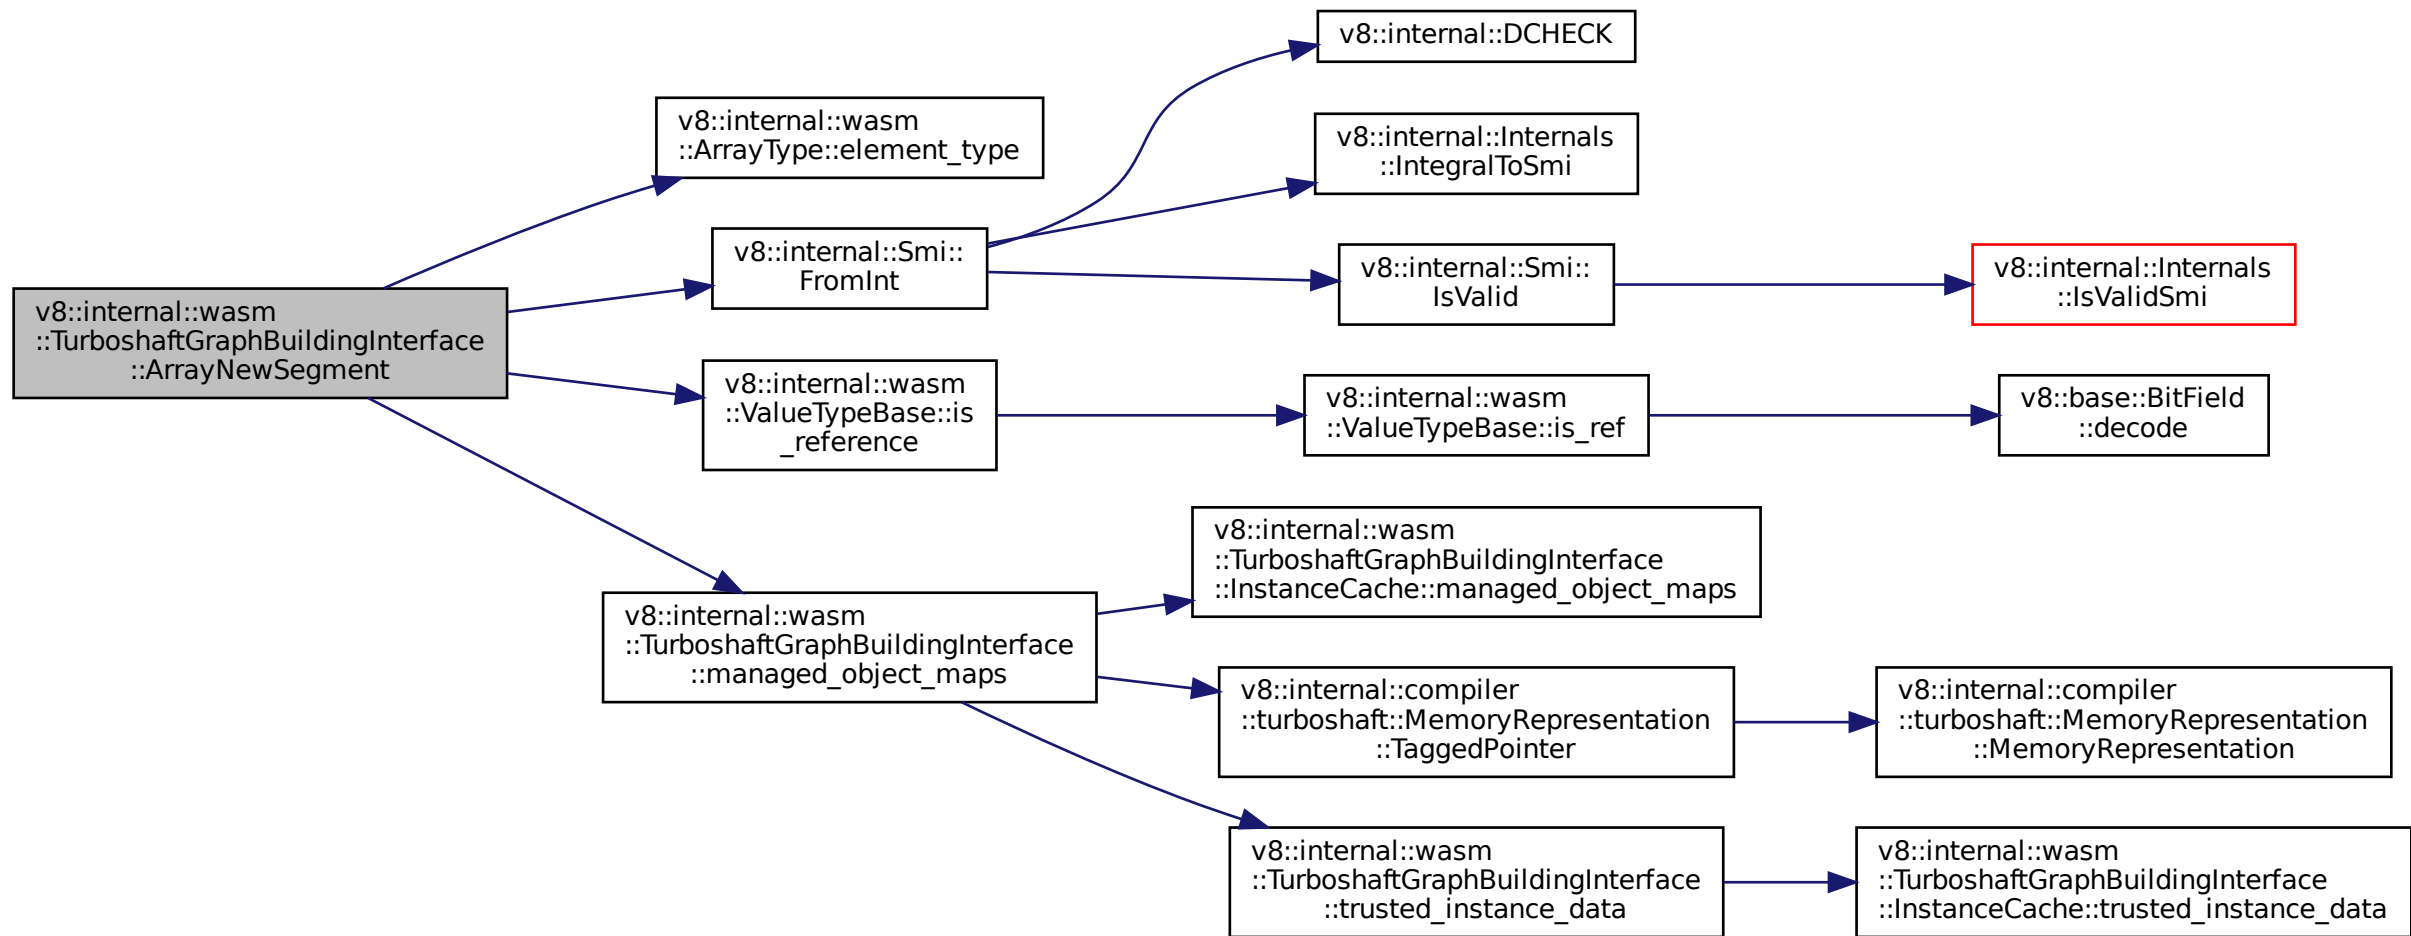 v8::internal::wasm
::TurboshaftGraphBuildingInterface
::ArrayNewSegment
v8::internal::wasm
::ArrayType::element_type
v8::internal::Smi::
FromInt
v8::internal::DCHECK
v8::internal::Internals
::IntegralToSmi
v8::internal::Smi::
IsValid
v8::internal::Internals
::IsValidSmi
v8::internal::wasm
::ValueTypeBase::is
_reference
v8::internal::wasm
::ValueTypeBase::is_ref
v8::base::BitField
::decode
v8::internal::wasm
::TurboshaftGraphBuildingInterface
::managed_object_maps
v8::internal::wasm
::TurboshaftGraphBuildingInterface
::InstanceCache::managed_object_maps
v8::internal::compiler
::turboshaft::MemoryRepresentation
::TaggedPointer
v8::internal::compiler
::turboshaft::MemoryRepresentation
::MemoryRepresentation
v8::internal::wasm
::TurboshaftGraphBuildingInterface
::trusted_instance_data
v8::internal::wasm
::TurboshaftGraphBuildingInterface
::InstanceCache::trusted_instance_data